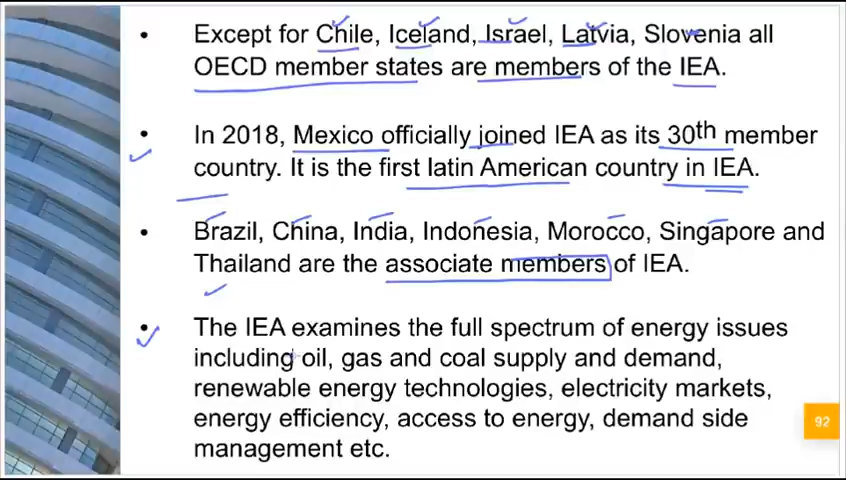 • Except for Chile, Iceland, Israel, Latvia, Slovenia all
OECD member states are members of the IEA.
• In 2018, Mexico officially joined IEA as its 30th member
country. It is the first latin American country in IEA.
• Brazil, China, India, Indonesia, Morocco, Singapore and
Thailand are the associate members of IEA.
• The IEA examines the full spectrum of energy issues
including oil, gas and coal supply and demand,
renewable energy technologies, electricity markets,
energy efficiency, access to energy, demand side
management etc.
92